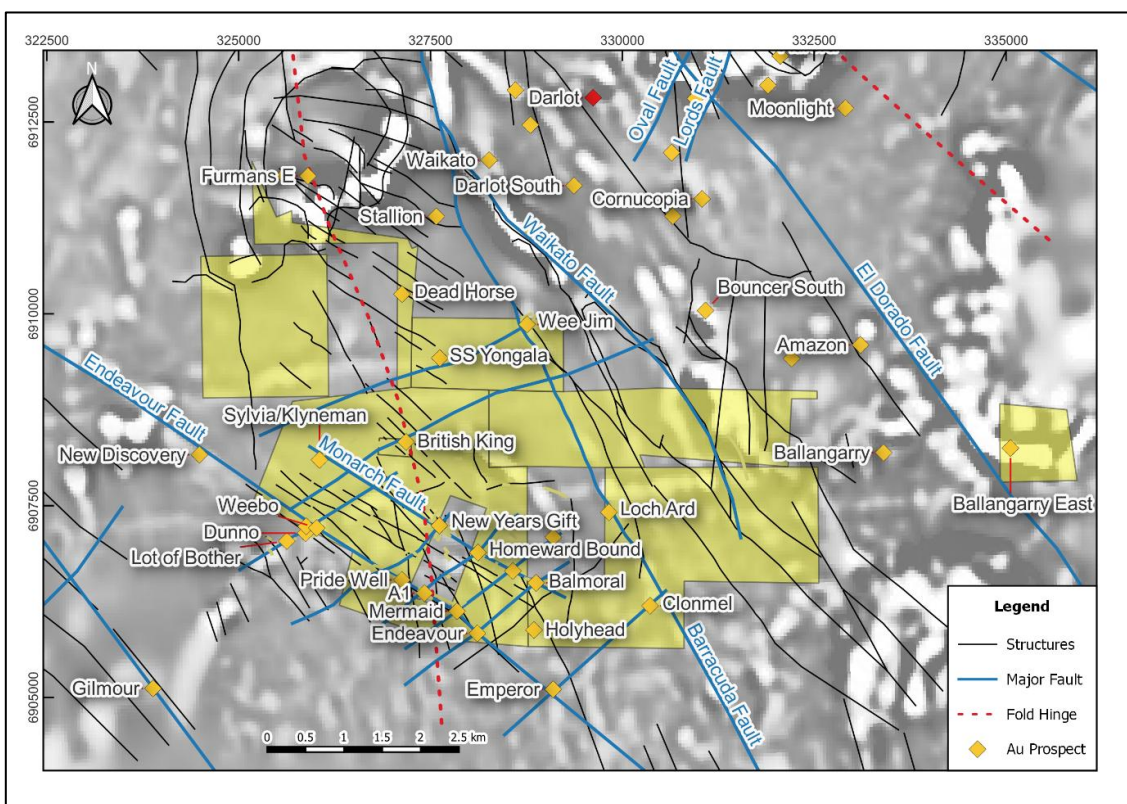 322500
325000
327500
330000
332500
335000
N
6912500
6910000
6907500
6905000
Darlot
Oval Fault
Lords Fault
Moonlight
Furmans E
Waikato
Darlot South
Cornucopia
Stallion
Waikato Fault
El Dorado Fault
Dead Horse
Bouncer South
Wee Jim
SS Yongala
Amazon
Endeavour Fault
Sylvia/Klyneman
British King
New Discovery
Monarch Fault
Ballangarry
Ballangarry East
Weebo
Dunno
Lot of Bother
New Years Gift
Loch Ard
Homeward Bound
Pride Well
A1
Balmoral
Mermaid
Clonmel
Endeavour
Holyhead
Barracuda Fault
Gilmour
Emperor
0 0.5 1 1.5 2 2.5 km
Legend
Structures
Major Fault
Fold Hinge
Au Prospect